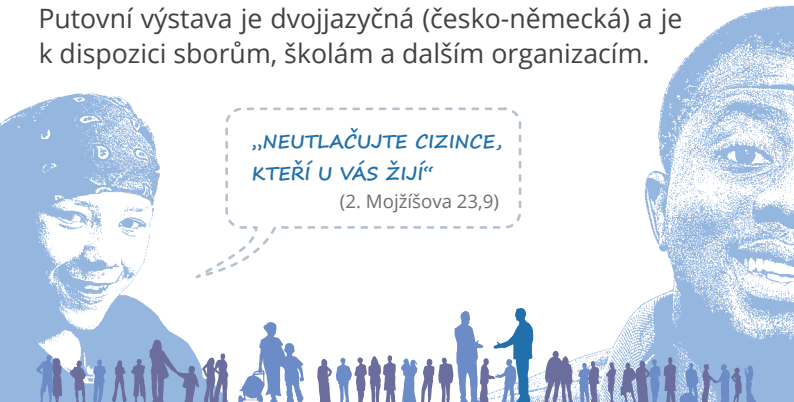 Putovní výstava je dvojjazyčná (česko-německá) a je
k dispozici sborům, školám a dalším organizacím.
„NEUTLAČUJTE CIZINCE,
KTEŘÍ U VÁS ŽIJÍ“
(2. Mojžíšova 23,9)